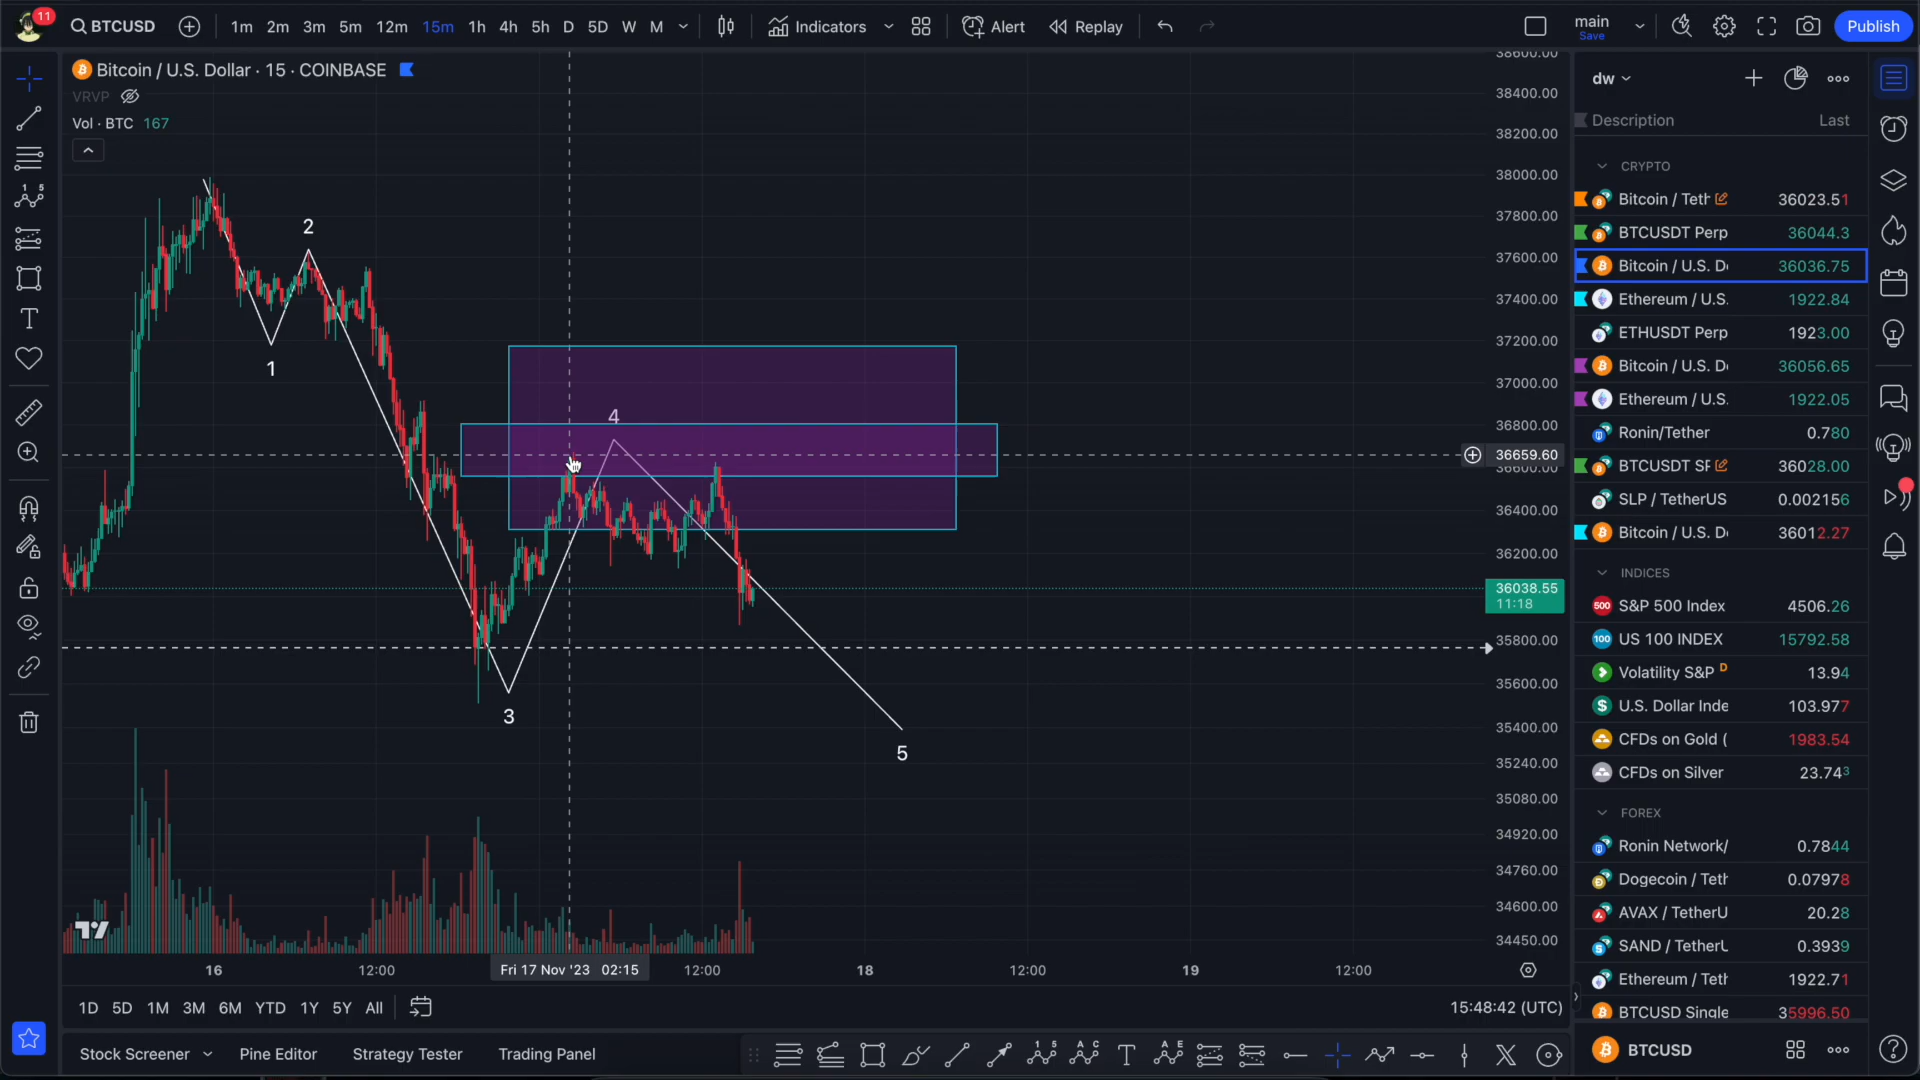 11
BTCUSD
1m 2m 3m 5m 12m 15m 1h 4h 5h D 5D W M
Indicators
Alert
Replay
main
Save
Publish
Bitcoin / U.S. Dollar · 15 · COINBASE
VRVP
Vol · BTC 167
2
1
4
3
5
38600.00
38400.00
38200.00
38000.00
37800.00
37600.00
37400.00
37200.00
37000.00
36800.00
36659.60
36600.00
36400.00
36200.00
36038.55
11:18
35800.00
35600.00
35400.00
35240.00
35080.00
34920.00
34760.00
34600.00
34450.00
16 12:00 Fri 17 Nov '23 02:15 12:00 18 12:00 19 12:00
1D 5D 1M 3M 6M YTD 1Y 5Y All
15:48:42 (UTC)
Stock Screener Pine Editor Strategy Tester Trading Panel
dw
Description Last
CRYPTO
Bitcoin / Teth 36023.51
BTCUSDT Perp 36044.3
Bitcoin / U.S. D 36036.75
Ethereum / U.S. 1922.84
ETHUSDT Perp 1923.00
Bitcoin / U.S. D 36056.65
Ethereum / U.S. 1922.05
Ronin/Tether 0.780
BTCUSDT SF 36028.00
SLP / TetherUS 0.002156
Bitcoin / U.S. D 36012.27
INDICES
500 S&P 500 Index 4506.26
100 US 100 INDEX 15792.58
Volatility S&P D 13.94
U.S. Dollar Inde 103.977
CFDs on Gold ( 1983.54
CFDs on Silver 23.743
FOREX
Ronin Network/ 0.7844
Dogecoin / Teth 0.07978
AVAX / TetherU 20.28
SAND / TetherU 0.3939
Ethereum / Teth 1922.71
BTCUSD Single 35996.50
BTCUSD